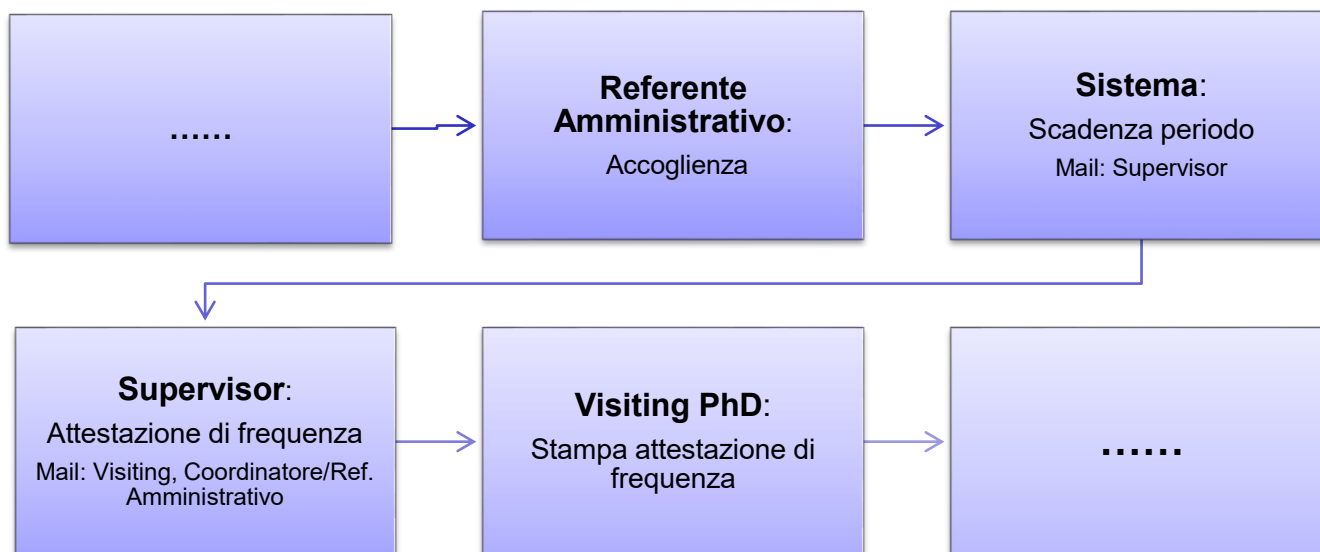 ......
Referente
Amministrativo:
Accoglienza
Sistema:
Scadenza periodo
Mail: Supervisor
Supervisor:
Attestazione di frequenza
Mail: Visiting, Coordinatore/Ref.
Amministrativo
Visiting PhD:
Stampa attestazione di
frequenza
......